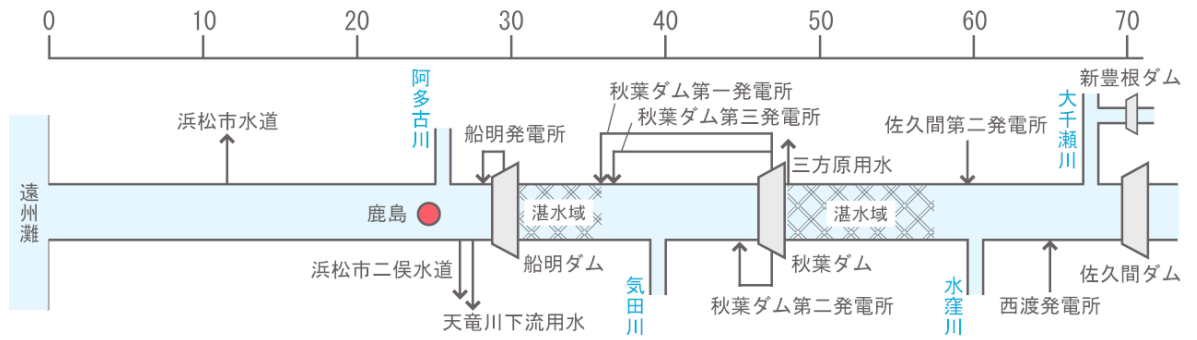 0 10 20 30 40 50 60 70
新豊根ダム
阿多古川
秋葉ダム第一発電所
大千瀬川
秋葉ダム第三発電所
浜松市水道
船明発電所
佐久間第二発電所
三方原用水
遠州灘
鹿島
湛水域
湛水域
浜松市二俣水道
船明ダム
秋葉ダム
佐久間ダム
気田川
水窪川
秋葉ダム第二発電所
西渡発電所
天竜川下流用水